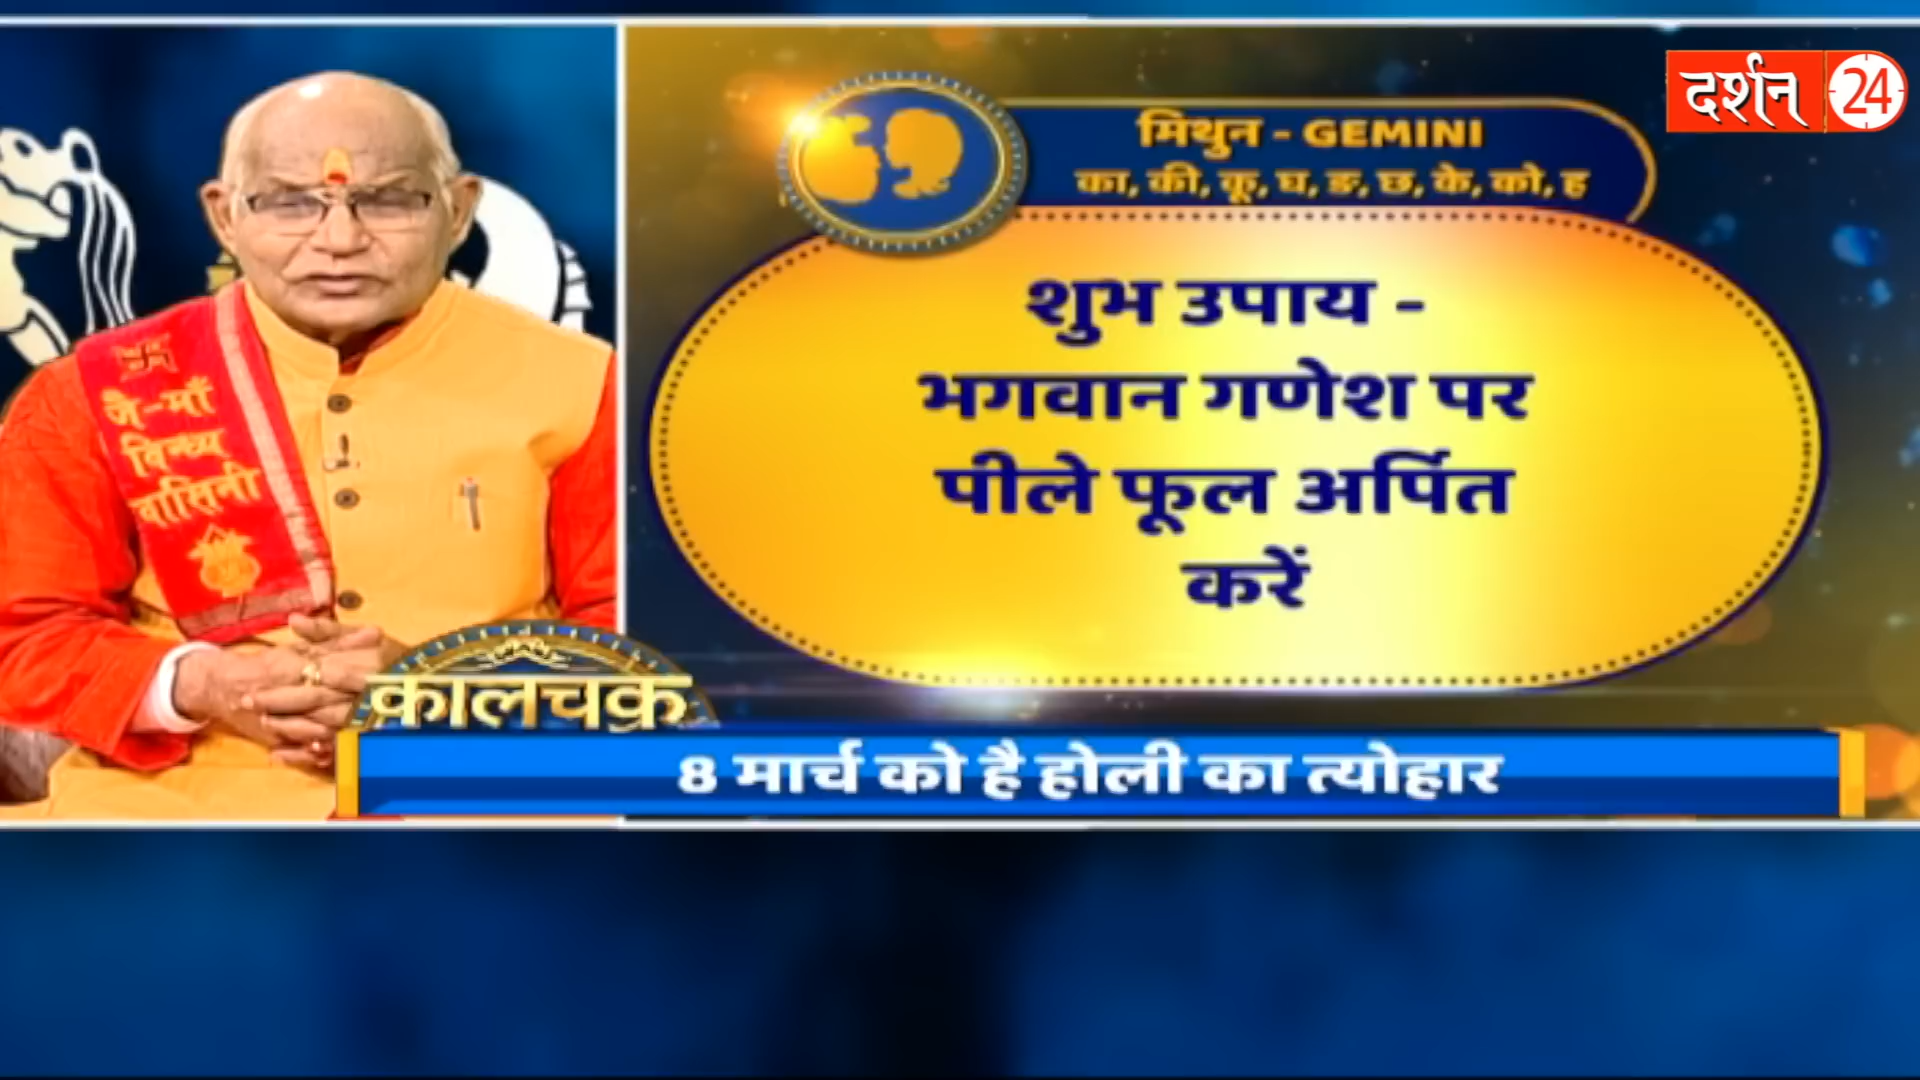 दर्शन 24
मिथुन - GEMINI
का, की, कू, घ, ङ, छ, के, को, ह
शुभ उपाय -
भगवान गणेश पर
पीले फूल अर्पित
करें
जै-माँ
विन्ध्य
वासिनी
कालचक्र
8 मार्च को है होली का त्योहार